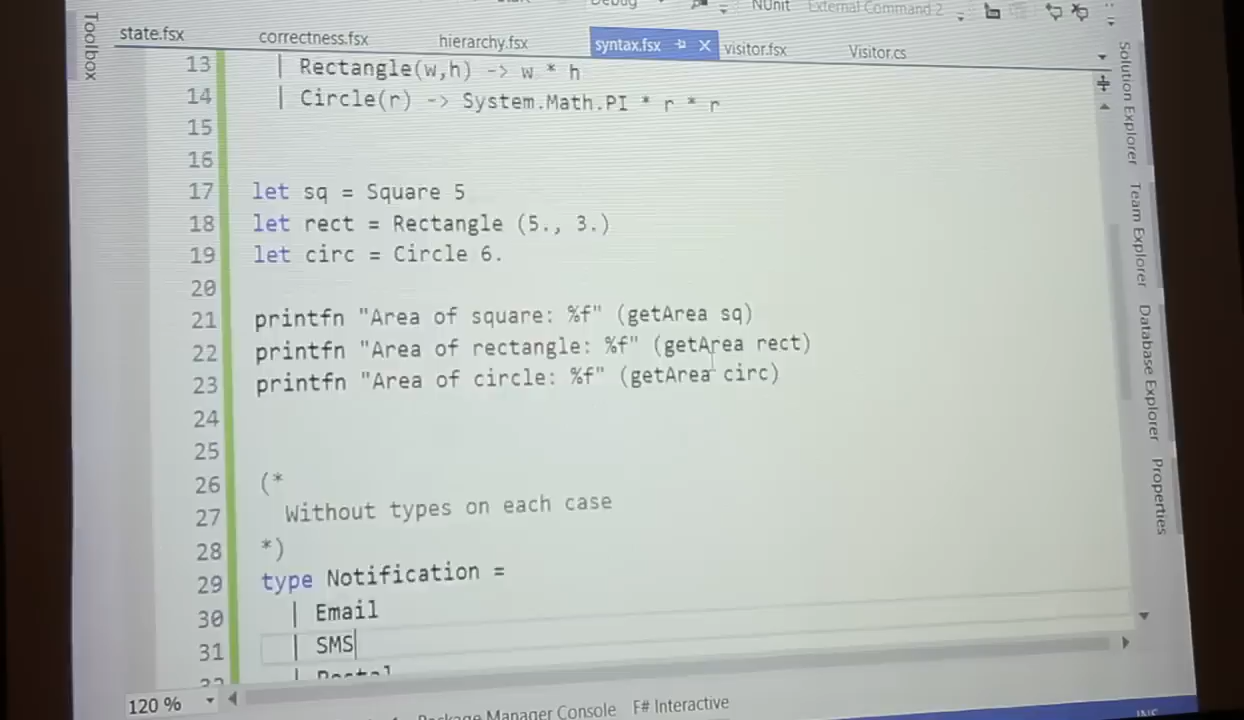 NUnit External Command 2
Toolbox
state.fsx correctness.fsx hierarchy.fsx syntax.fsx visitor.fsx Visitor.cs
13 | Rectangle(w,h) -> w * h
14 | Circle(r) -> System.Math.PI * r * r
15
16
17 let sq = Square 5
18 let rect = Rectangle (5., 3.)
19 let circ = Circle 6.
20
21 printfn "Area of square: %f" (getArea sq)
22 printfn "Area of rectangle: %f" (getArea rect)
23 printfn "Area of circle: %f" (getArea circ)
24
25
26 (*
27 Without types on each case
28 *)
29 type Notification =
30 | Email
31 | SMS
120 %
Package Manager Console F# Interactive
Solution Explorer
Team Explorer
Database Explorer
Properties